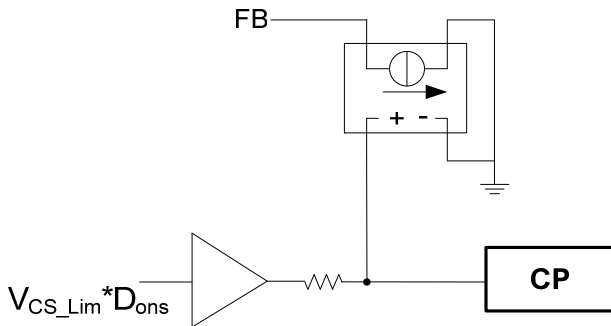 FB
+ -
V_CS_Lim*D_ons
CP